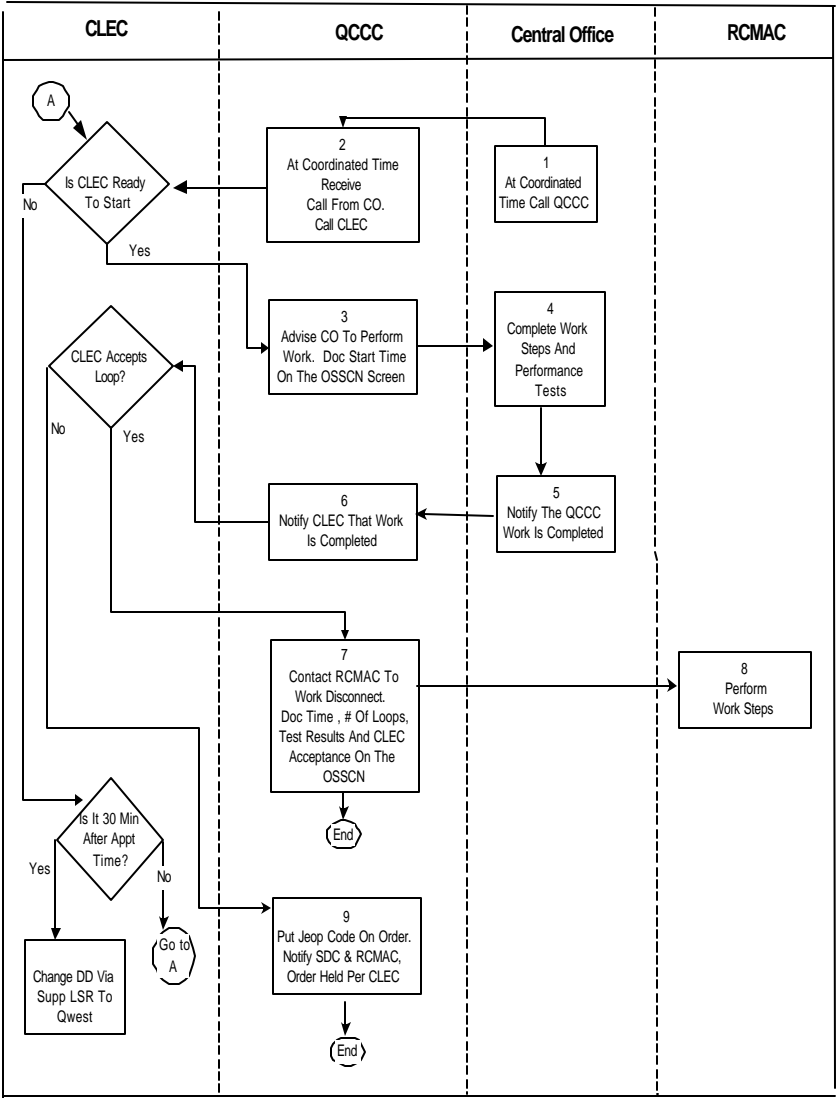 CLEC
QCCC
Central Office
RCMAC
A
Is CLEC Ready
To Start
No
Yes
2
At Coordinated Time
Receive
Call From CO.
Call CLEC
1
At Coordinated
Time Call QCCC
3
Advise CO To Perform
Work. Doc Start Time
On The OSSCN Screen
4
Complete Work
Steps And
Performance
Tests
CLEC Accepts
Loop?
No
Yes
6
Notify CLEC That Work
Is Completed
5
Notify The QCCC
Work Is Completed
7
Contact RCMAC To
Work Disconnect.
Doc Time , # Of Loops,
Test Results And CLEC
Acceptance On The
OSSCN
8
Perform
Work Steps
End
Is It 30 Min
After Appt
Time?
Yes
No
Go to
A
Change DD Via
Supp LSR To
Qwest
9
Put Jeop Code On Order.
Notify SDC & RCMAC,
Order Held Per CLEC
End